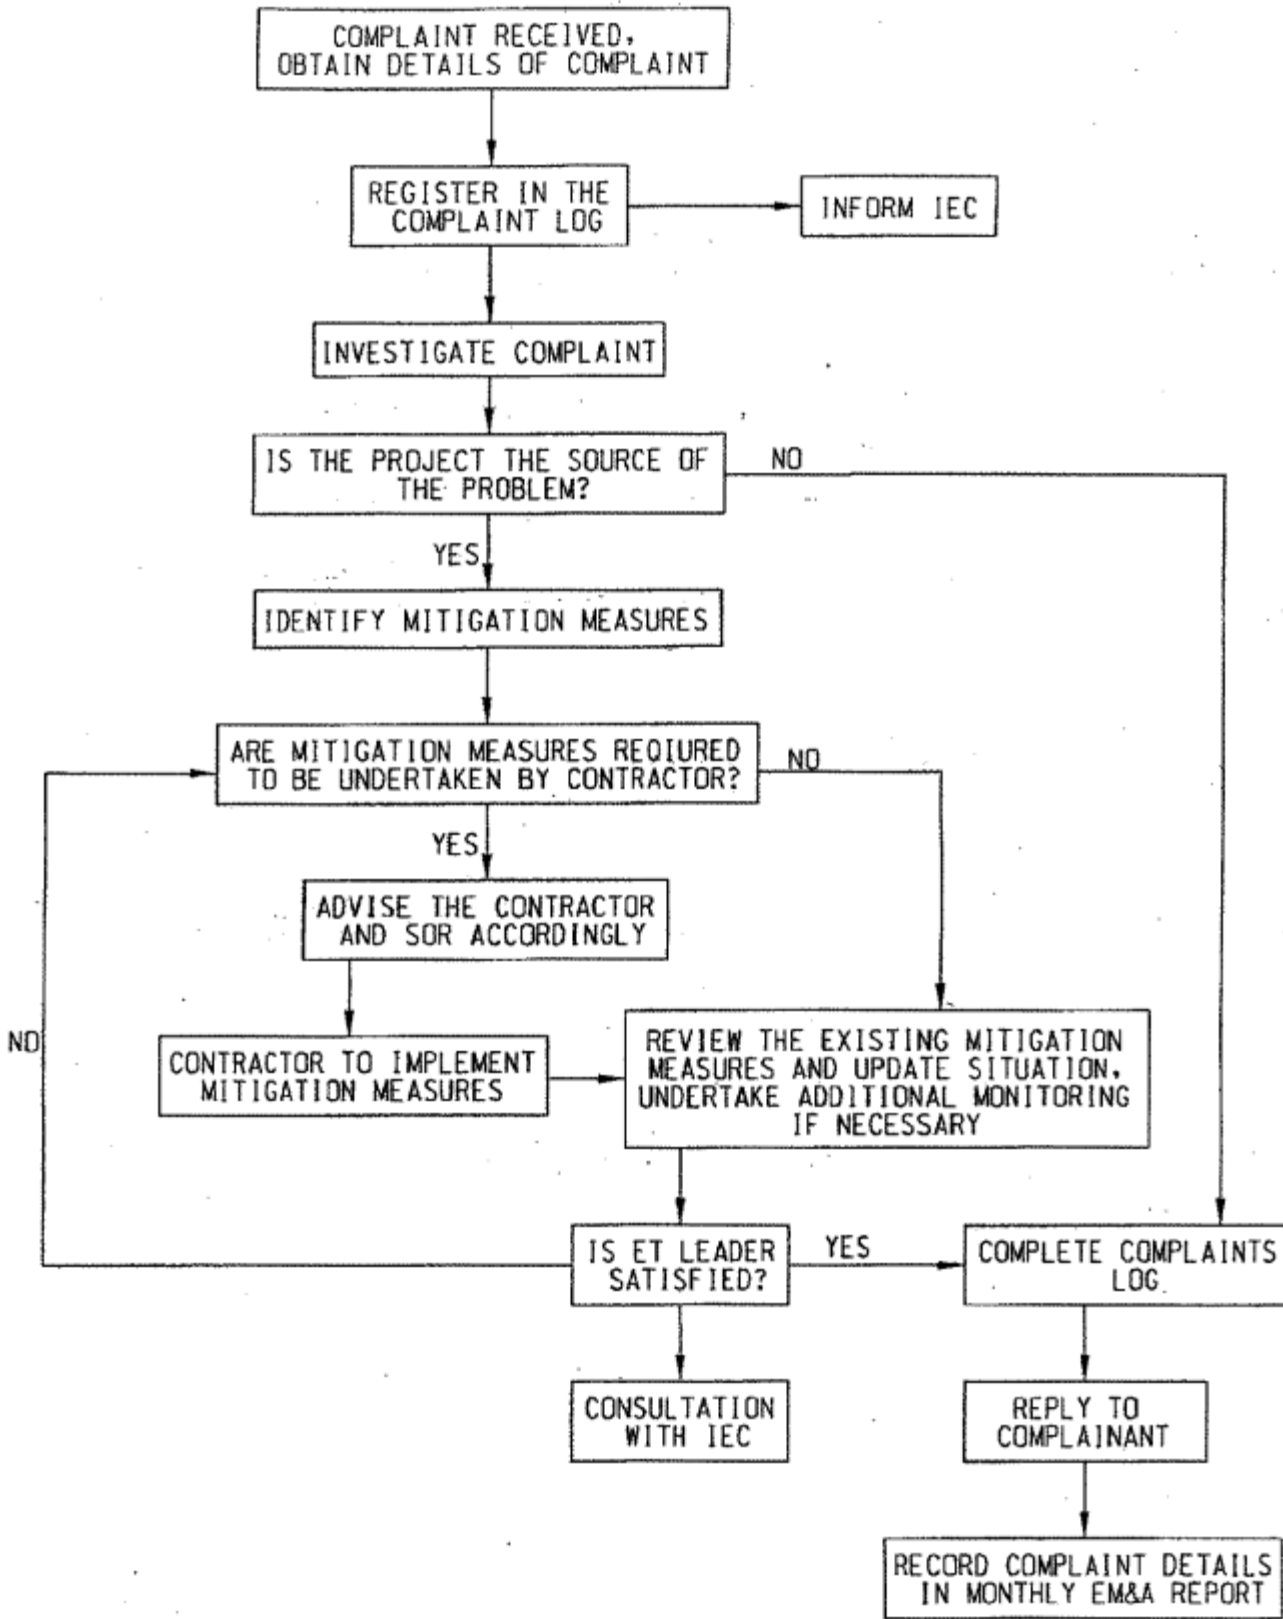 COMPLAINT RECEIVED,
OBTAIN DETAILS OF COMPLAINT
REGISTER IN THE
COMPLAINT LOG
INFORM IEC
INVESTIGATE COMPLAINT
IS THE PROJECT THE SOURCE OF
THE PROBLEM?
NO
YES
IDENTIFY MITIGATION MEASURES
ARE MITIGATION MEASURES REQIURED
TO BE UNDERTAKEN BY CONTRACTOR?
NO
YES
ADVISE THE CONTRACTOR
AND SOR ACCORDINGLY
NO
CONTRACTOR TO IMPLEMENT
MITIGATION MEASURES
REVIEW THE EXISTING MITIGATION
MEASURES AND UPDATE SITUATION.
UNDERTAKE ADDITIONAL MONITORING
IF NECESSARY
IS ET LEADER
SATISFIED?
YES
COMPLETE COMPLAINTS
LOG
CONSULTATION
WITH IEC
REPLY TO
COMPLAINANT
RECORD COMPLAINT DETAILS
IN MONTHLY EM&A REPORT